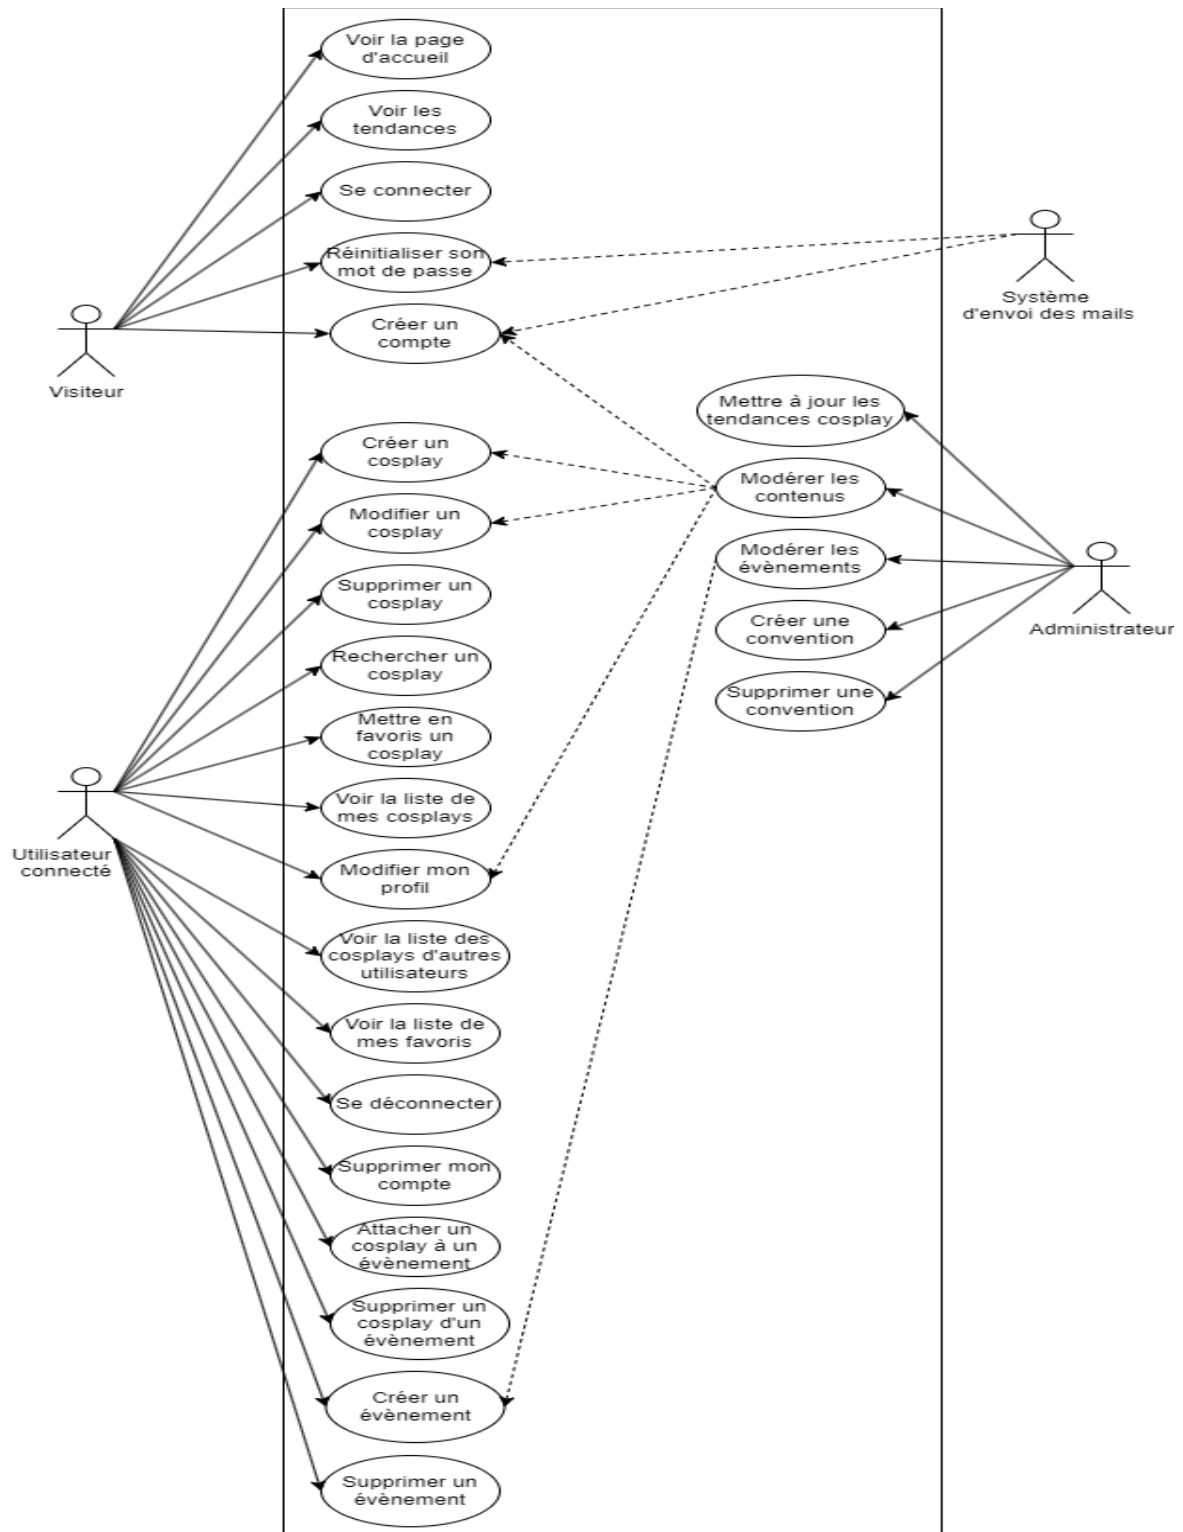 Voir la page
d'accueil
Voir les
tendances
Se connecter
Réinitialiser son
mot de passe
Créer un
compte
Visiteur
Système
d'envoi des mails
Créer un
cosplay
Modifier un
cosplay
Supprimer un
cosplay
Rechercher un
cosplay
Mettre en
favoris un
cosplay
Voir la liste de
mes cosplays
Modifier mon
profil
Voir la liste des
cosplays d'autres
utilisateurs
Voir la liste de
mes favoris
Se déconnecter
Supprimer mon
compte
Attacher un
cosplay à un
évènement
Supprimer un
cosplay d'un
évènement
Créer un
évènement
Supprimer un
évènement
Utilisateur
connecté
Mettre à jour les
tendances cosplay
Modérer les
contenus
Modérer les
évènements
Créer une
convention
Supprimer une
convention
Administrateur